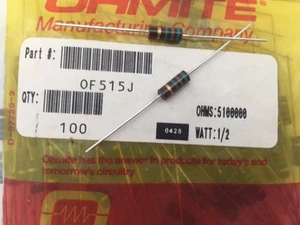 OHMITE
Manufacturing Company
Part #:
OF515J
QTY:
OHMS:5100000
100
0428
WATT:1/2
Ohmite has the answer in products for today's and
tomorrow's circuitry